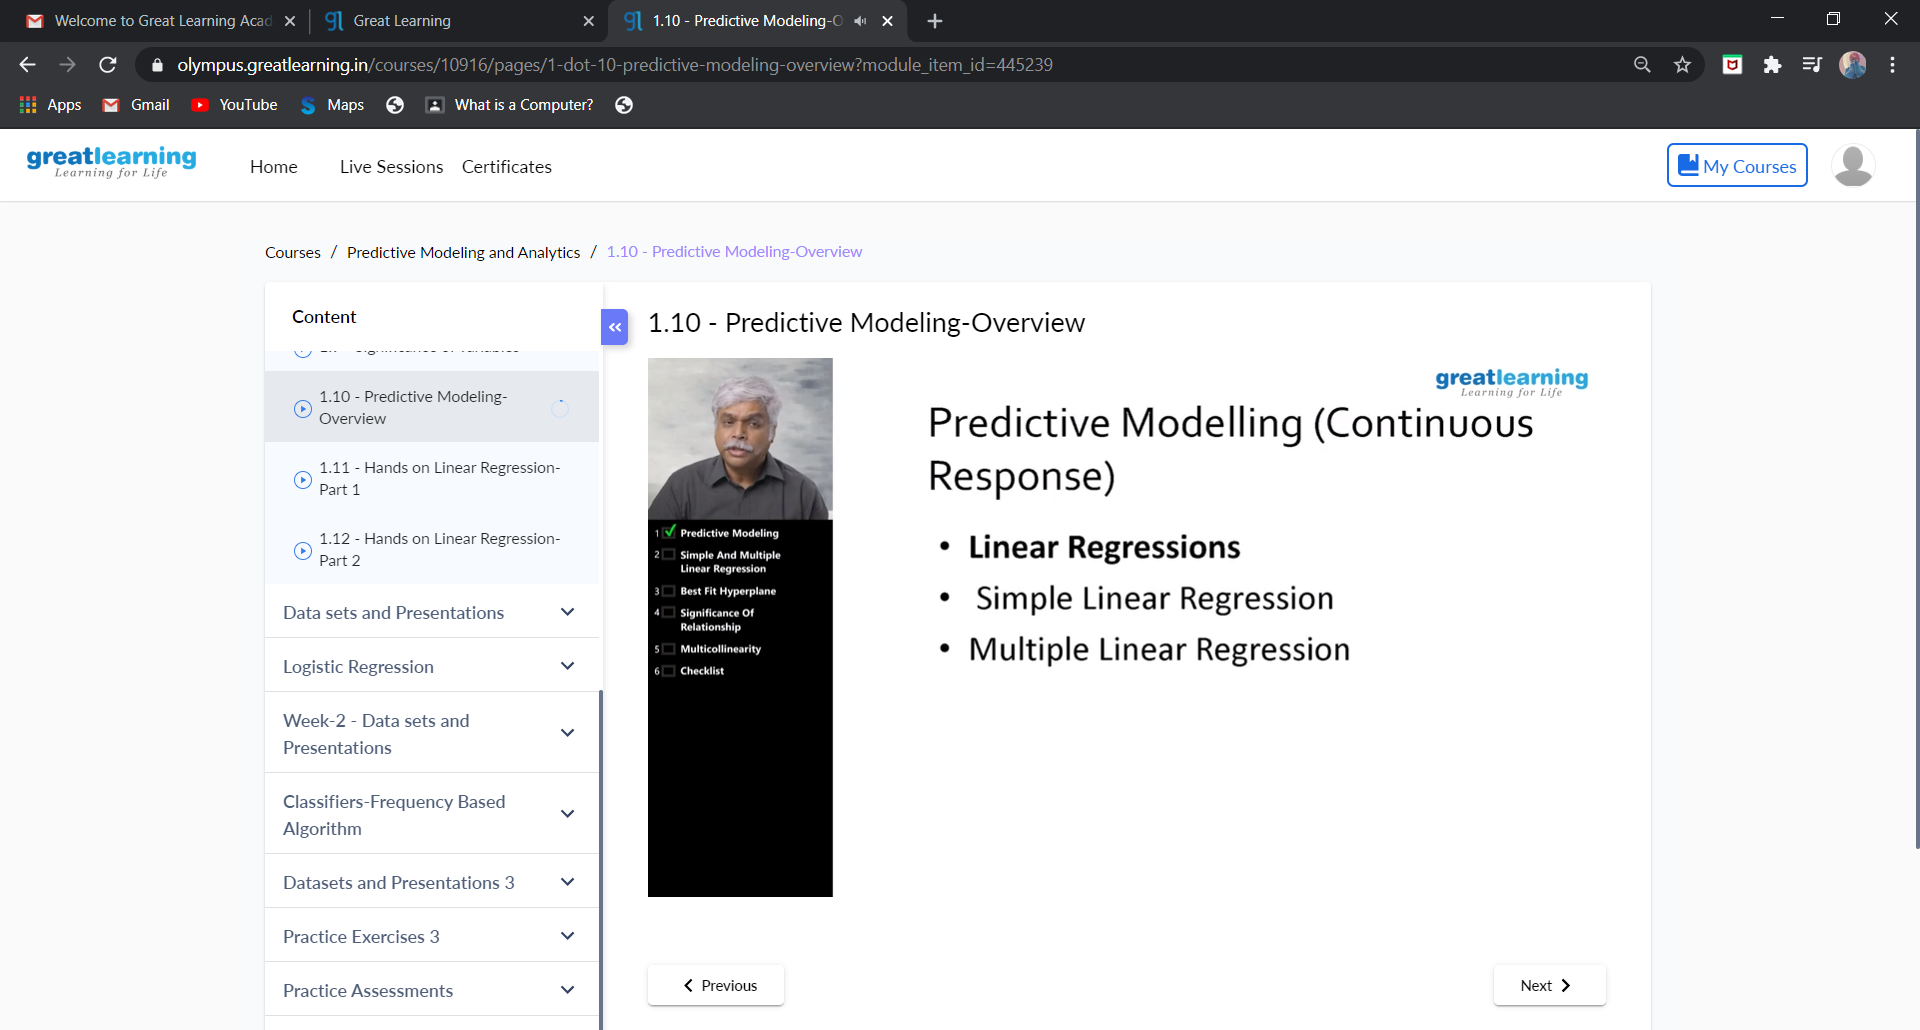 Welcome to Great Learning Acad
Great Learning
1.10 - Predictive Modeling-O
olympus.greatlearning.in/courses/10916/pages/1-dot-10-predictive-modeling-overview?module_item_id=445239
Apps
Gmail
YouTube
Maps
What is a Computer?
greatlearning
Learning for Life
Home
Live Sessions
Certificates
My Courses
Courses / Predictive Modeling and Analytics / 1.10 - Predictive Modeling-Overview
Content
1.10 - Predictive Modeling-
Overview
1.11 - Hands on Linear Regression-
Part 1
1.12 - Hands on Linear Regression-
Part 2
Data sets and Presentations
Logistic Regression
Week-2 - Data sets and
Presentations
Classifiers-Frequency Based
Algorithm
Datasets and Presentations 3
Practice Exercises 3
Practice Assessments
1.10 - Predictive Modeling-Overview
1 Predictive Modeling
2 Simple And Multiple
Linear Regression
3 Best Fit Hyperplane
4 Significance Of
Relationship
5 Multicollinearity
6 Checklist
greatlearning
Learning for Life
Predictive Modelling (Continuous
Response)
• Linear Regressions
• Simple Linear Regression
• Multiple Linear Regression
Previous
Next